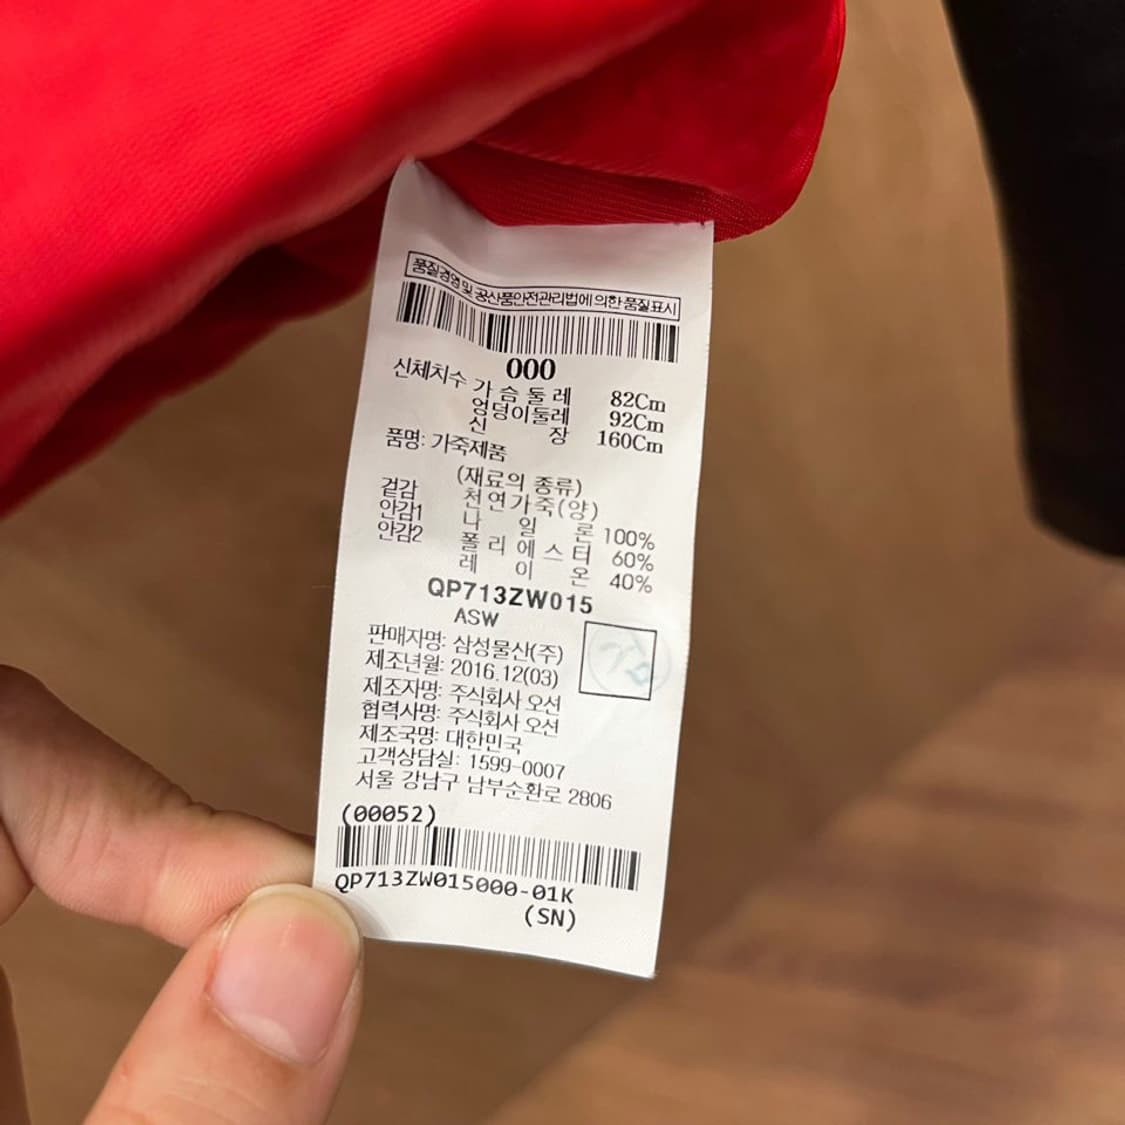 품질경영 및 공산품안전관리법에 의한 품질표시
000
신체치수 가슴둘레 82Cm
엉덩이둘레 92Cm
신장 160Cm
품명: 가죽제품
(재료의 종류)
겉감 천연가죽(양)
안감1 나일론 100%
안감2 폴리에스터 60%
레이온 40%
QP713ZW015
ASW
판매자명: 삼성물산(주)
제조년월: 2016.12(03)
제조자명: 주식회사 오션
협력사명: 주식회사 오션
제조국명: 대한민국
고객상담실: 1599-0007
서울 강남구 남부순환로 2806
(00052)
QP713ZW015000-01K
(SN)